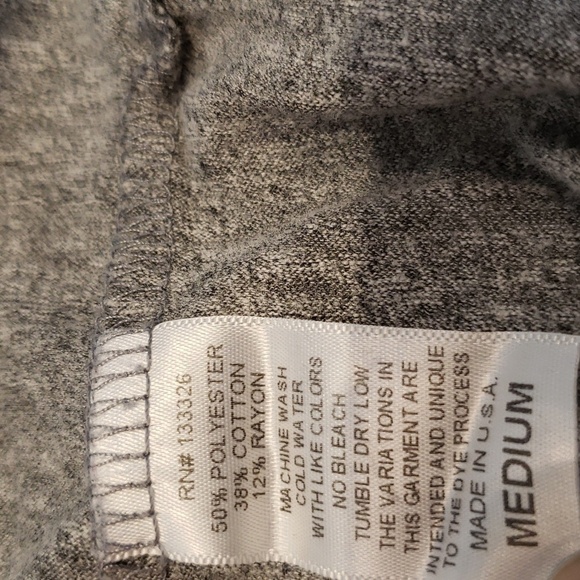 RN# 133826
50% POLYESTER
38% COTTON
12% RAYON
MACHINE WASH
COLD WATER
WITH LIKE COLORS
NO BLEACH
TUMBLE DRY LOW
THE VARIATIONS IN
THIS GARMENT ARE
INTENDED AND UNIQUE
TO THE DYE PROCESS
MADE IN U.S.A.
MEDIUM